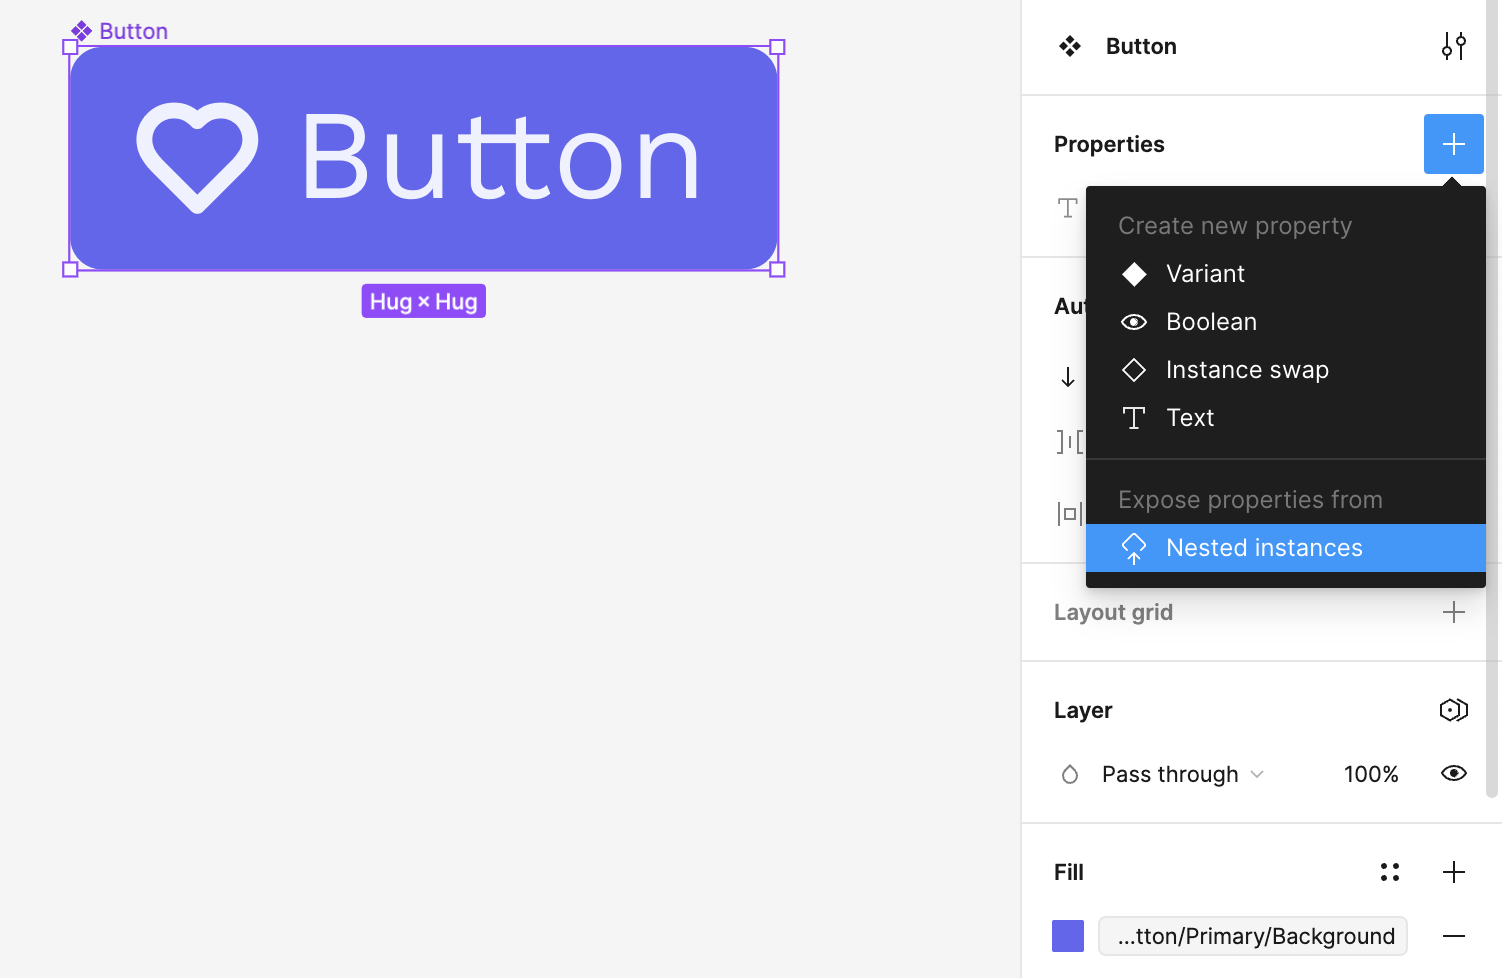 Button
Button
Hug × Hug
Button
Properties
Create new property
Variant
Boolean
Instance swap
Text
Expose properties from
Nested instances
Layout grid
Layer
Pass through 100%
Fill
...tton/Primary/Background